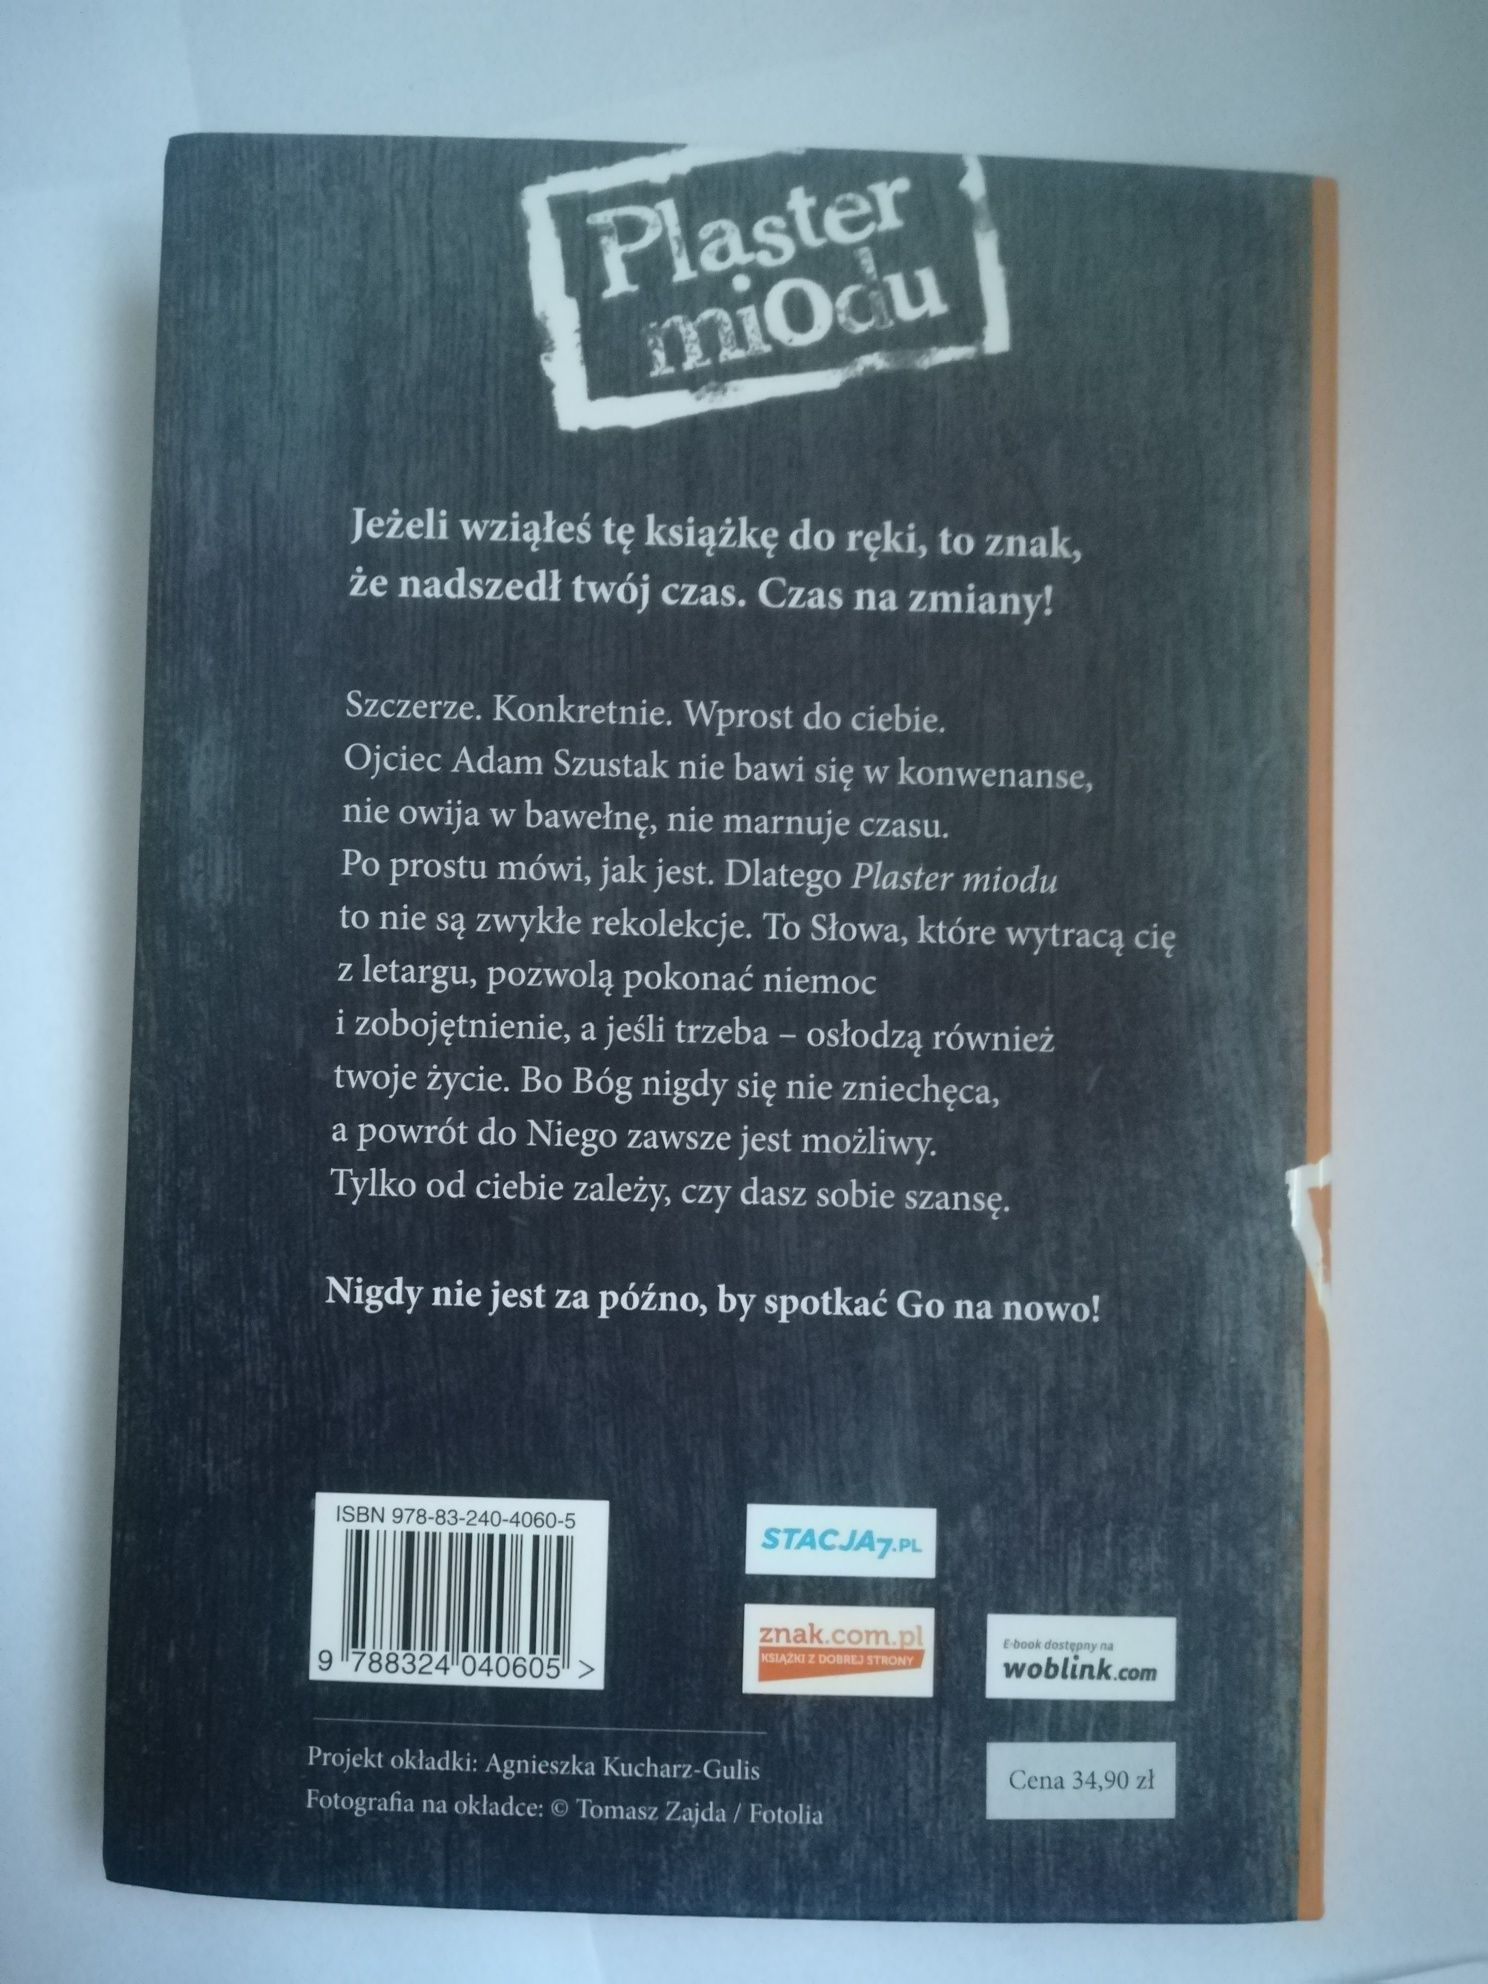 Plaster
miodu
Jeżeli wziąłeś tę książkę do ręki, to znak,
że nadszedł twój czas. Czas na zmiany!
Szczerze. Konkretnie. Wprost do ciebie.
Ojciec Adam Szustak nie bawi się w konwenanse,
nie owija w bawełnę, nie marnuje czasu.
Po prostu mówi, jak jest. Dlatego Plaster miodu
to nie są zwykłe rekolekcje. To Słowa, które wytracą cię
z letargu, pozwolą pokonać niemoc
i zobojętnienie, a jeśli trzeba – osłodzą również
twoje życie. Bo Bóg nigdy się nie zniechęca,
a powrót do Niego zawsze jest możliwy.
Tylko od ciebie zależy, czy dasz sobie szansę.
Nigdy nie jest za późno, by spotkać Go na nowo!
ISBN 978-83-240-4060-5
9 788324 040605 >
STACJA7.PL
znak.com.pl
KSIĄŻKI Z DOBREJ STRONY
E-book dostępny na
woblink.com
Projekt okładki: Agnieszka Kucharz-Gulis
Fotografia na okładce: © Tomasz Zajda / Fotolia
Cena 34,90 zł